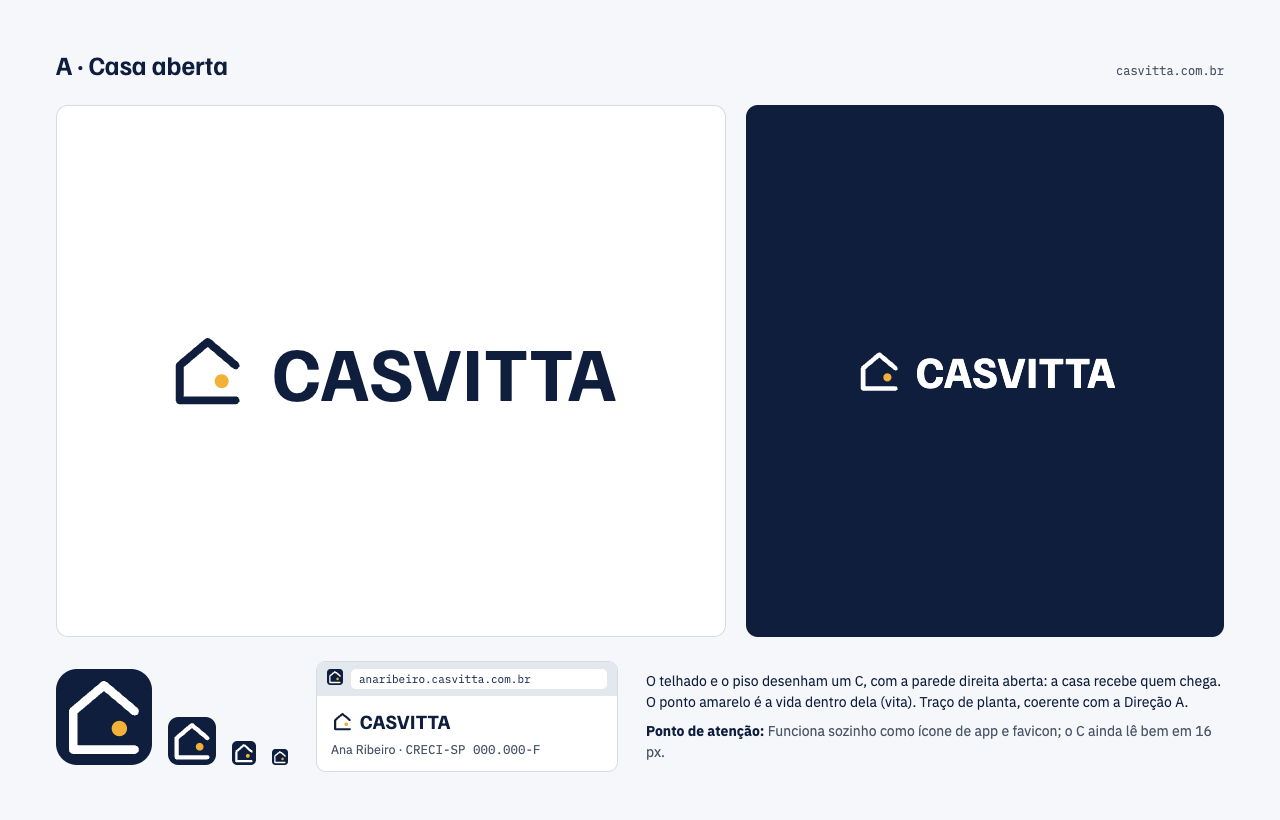 A · Casa aberta
casvitta.com.br
CASVITTA
CASVITTA
anaribeiro.casvitta.com.br
CASVITTA
Ana Ribeiro · CRECI-SP 000.000-F
O telhado e o piso desenham um C, com a parede direita aberta: a casa recebe quem chega.
O ponto amarelo é a vida dentro dela (vita). Traço de planta, coerente com a Direção A.
Ponto de atenção: Funciona sozinho como ícone de app e favicon; o C ainda lê bem em 16
px.